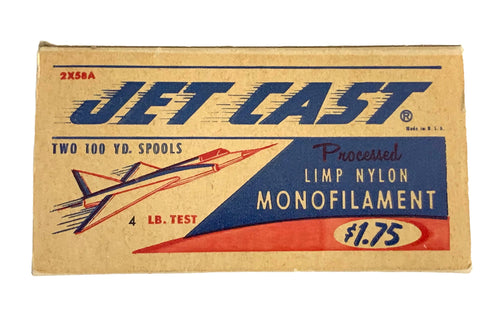 2X58A
JET CAST®
Made in U.S.A.
TWO 100 YD. SPOOLS
Processed
LIMP NYLON
MONOFILAMENT
4 LB. TEST
$1.75